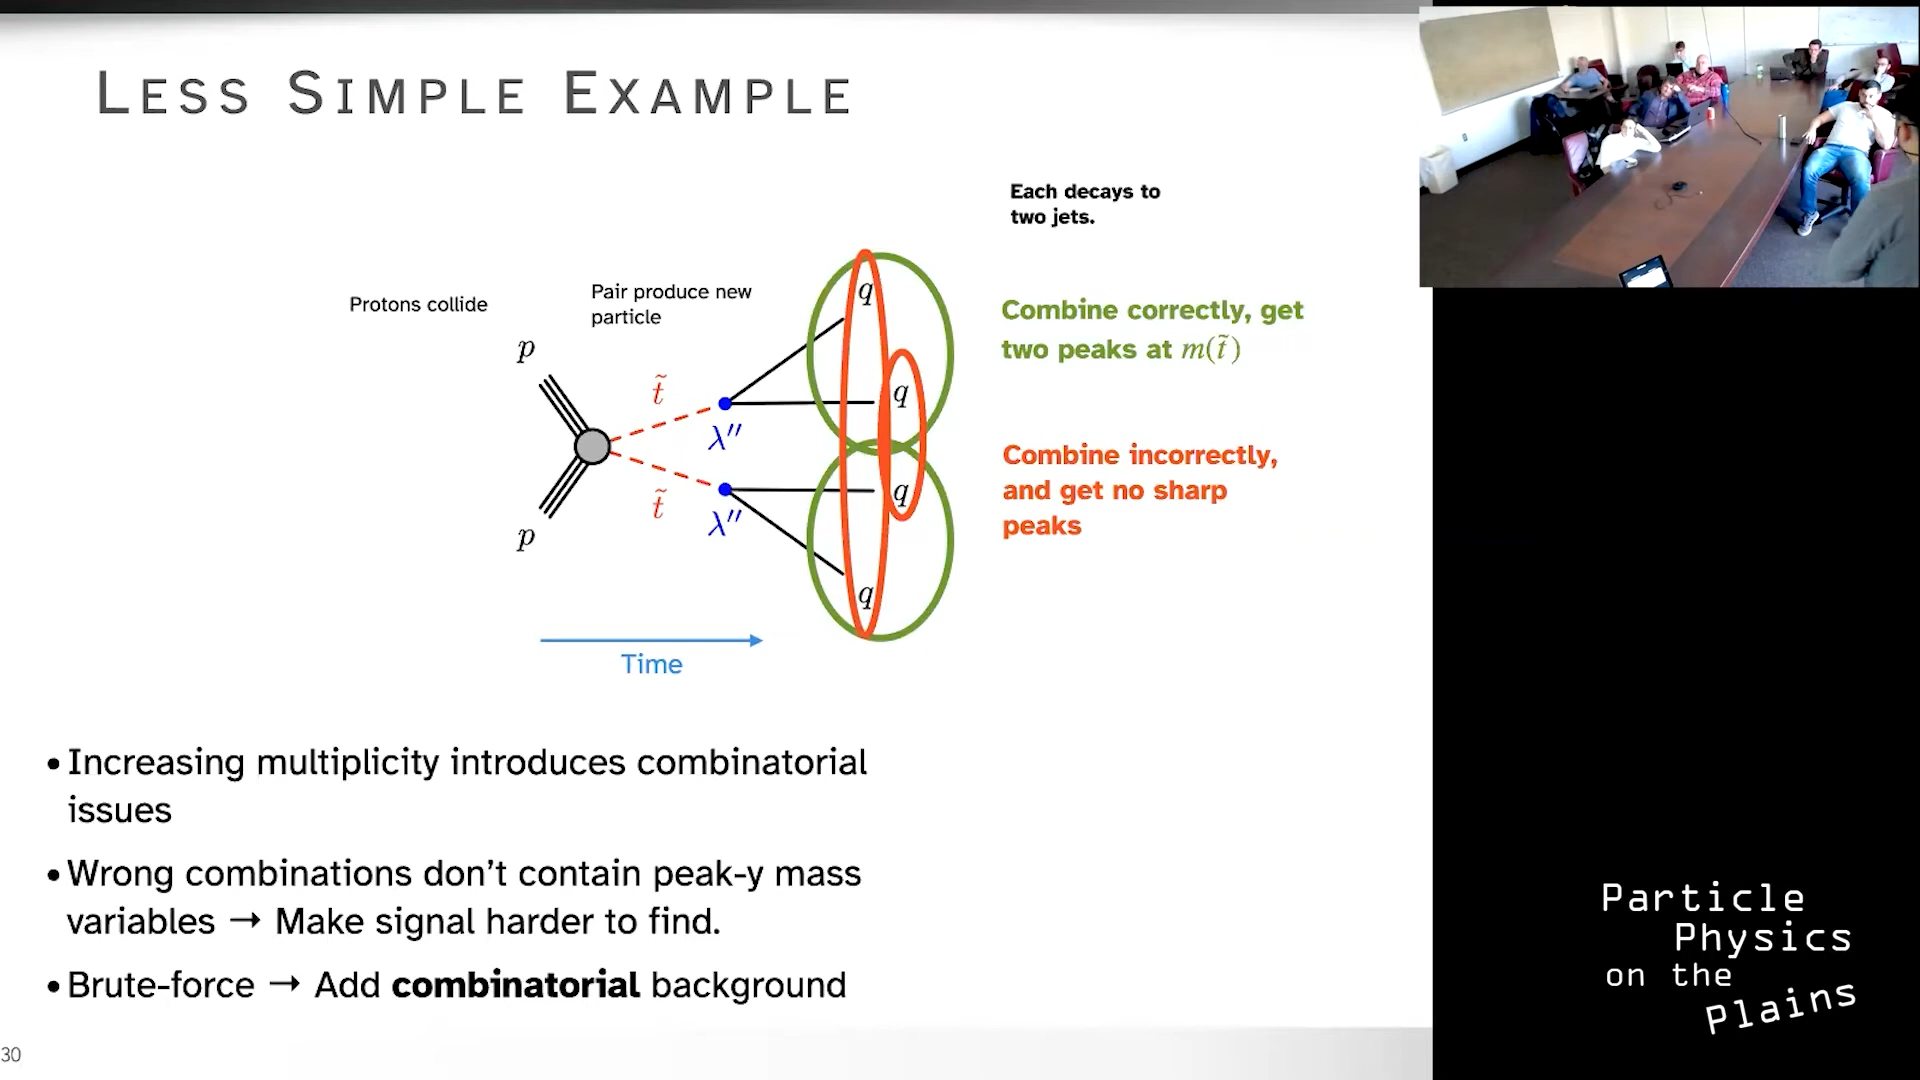 LESS SIMPLE EXAMPLE
Each decays to
two jets.
Protons collide
Pair produce new
particle
Combine correctly, get
two peaks at m(t̃)
Combine incorrectly,
and get no sharp
peaks
p
p
t̃
t̃
λ″
λ″
q
q
q
q
Time
•Increasing multiplicity introduces combinatorial
issues
•Wrong combinations don’t contain peak-y mass
variables → Make signal harder to find.
•Brute-force → Add combinatorial background
30
Particle
Physics
on the
Plains